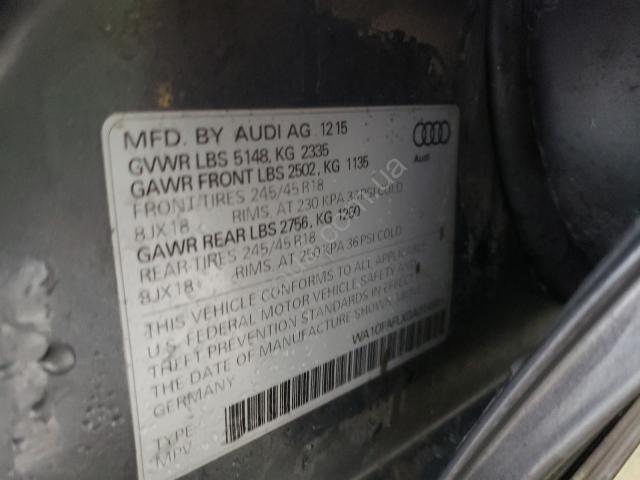 MFD. BY AUDI AG 12 15
GVWR LBS 5148, KG 2335
GAWR FRONT LBS 2502, KG 1135
FRONT-TIRES 245/45 R18
8JX18 RIMS, AT 230 KPA PSI COLD
GAWR REAR LBS 2756, KG 1250
REAR-TIRES 245/45 R18
8JX18 RIMS, AT 250 KPA 36 PSI COLD
THIS VEHICLE CONFORMS TO ALL APPLICABLE
U.S. FEDERAL MOTOR VEHICLE SAFETY AND
THEFT PREVENTION STANDARDS IN EFFECT
THE DATE OF MANUFACTURE SHOWN
GERMANY
TYPE
MPV
Audi